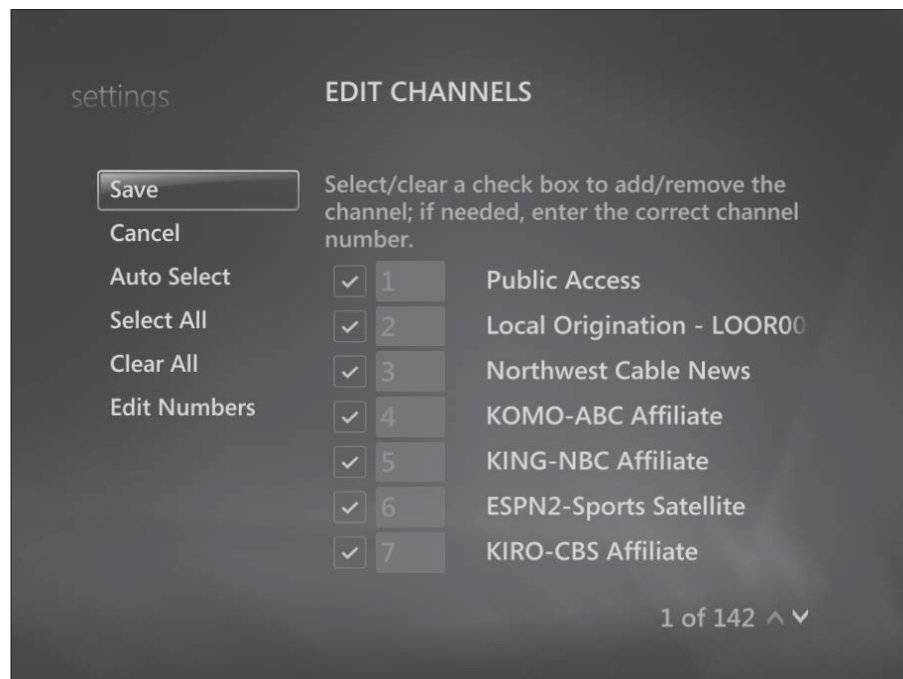 settings
EDIT CHANNELS
Save
Cancel
Auto Select
Select All
Clear All
Edit Numbers
Select/clear a check box to add/remove the
channel; if needed, enter the correct channel
number.
1 Public Access
2 Local Origination - LOOR00
3 Northwest Cable News
4 KOMO-ABC Affiliate
5 KING-NBC Affiliate
6 ESPN2-Sports Satellite
7 KIRO-CBS Affiliate
1 of 142